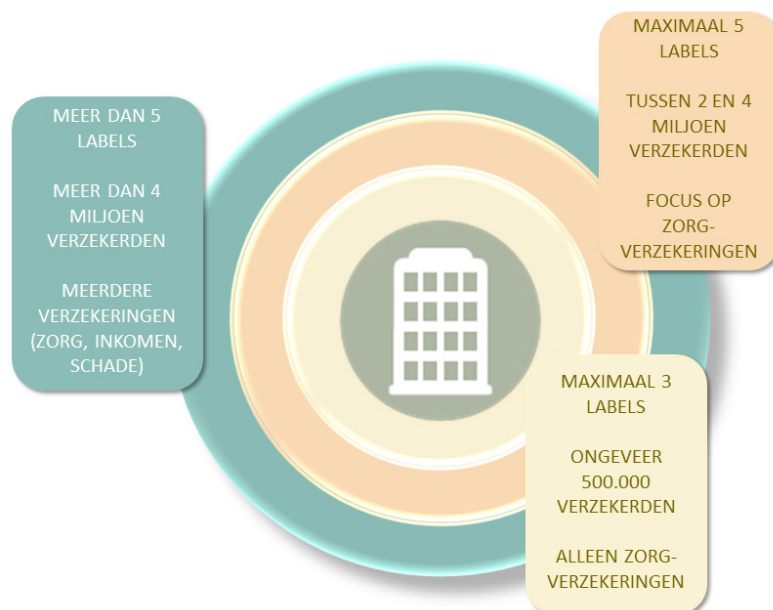 MEER DAN 5
LABELS
MEER DAN 4
MILJOEN
VERZEKERDEN
MEERDERE
VERZEKERINGEN
(ZORG, INKOMEN,
SCHADE)
MAXIMAAL 5
LABELS
TUSSEN 2 EN 4
MILJOEN
VERZEKERDEN
FOCUS OP
ZORG-
VERZEKERINGEN
MAXIMAAL 3
LABELS
ONGEVEER
500.000
VERZEKERDEN
ALLEEN ZORG-
VERZEKERINGEN